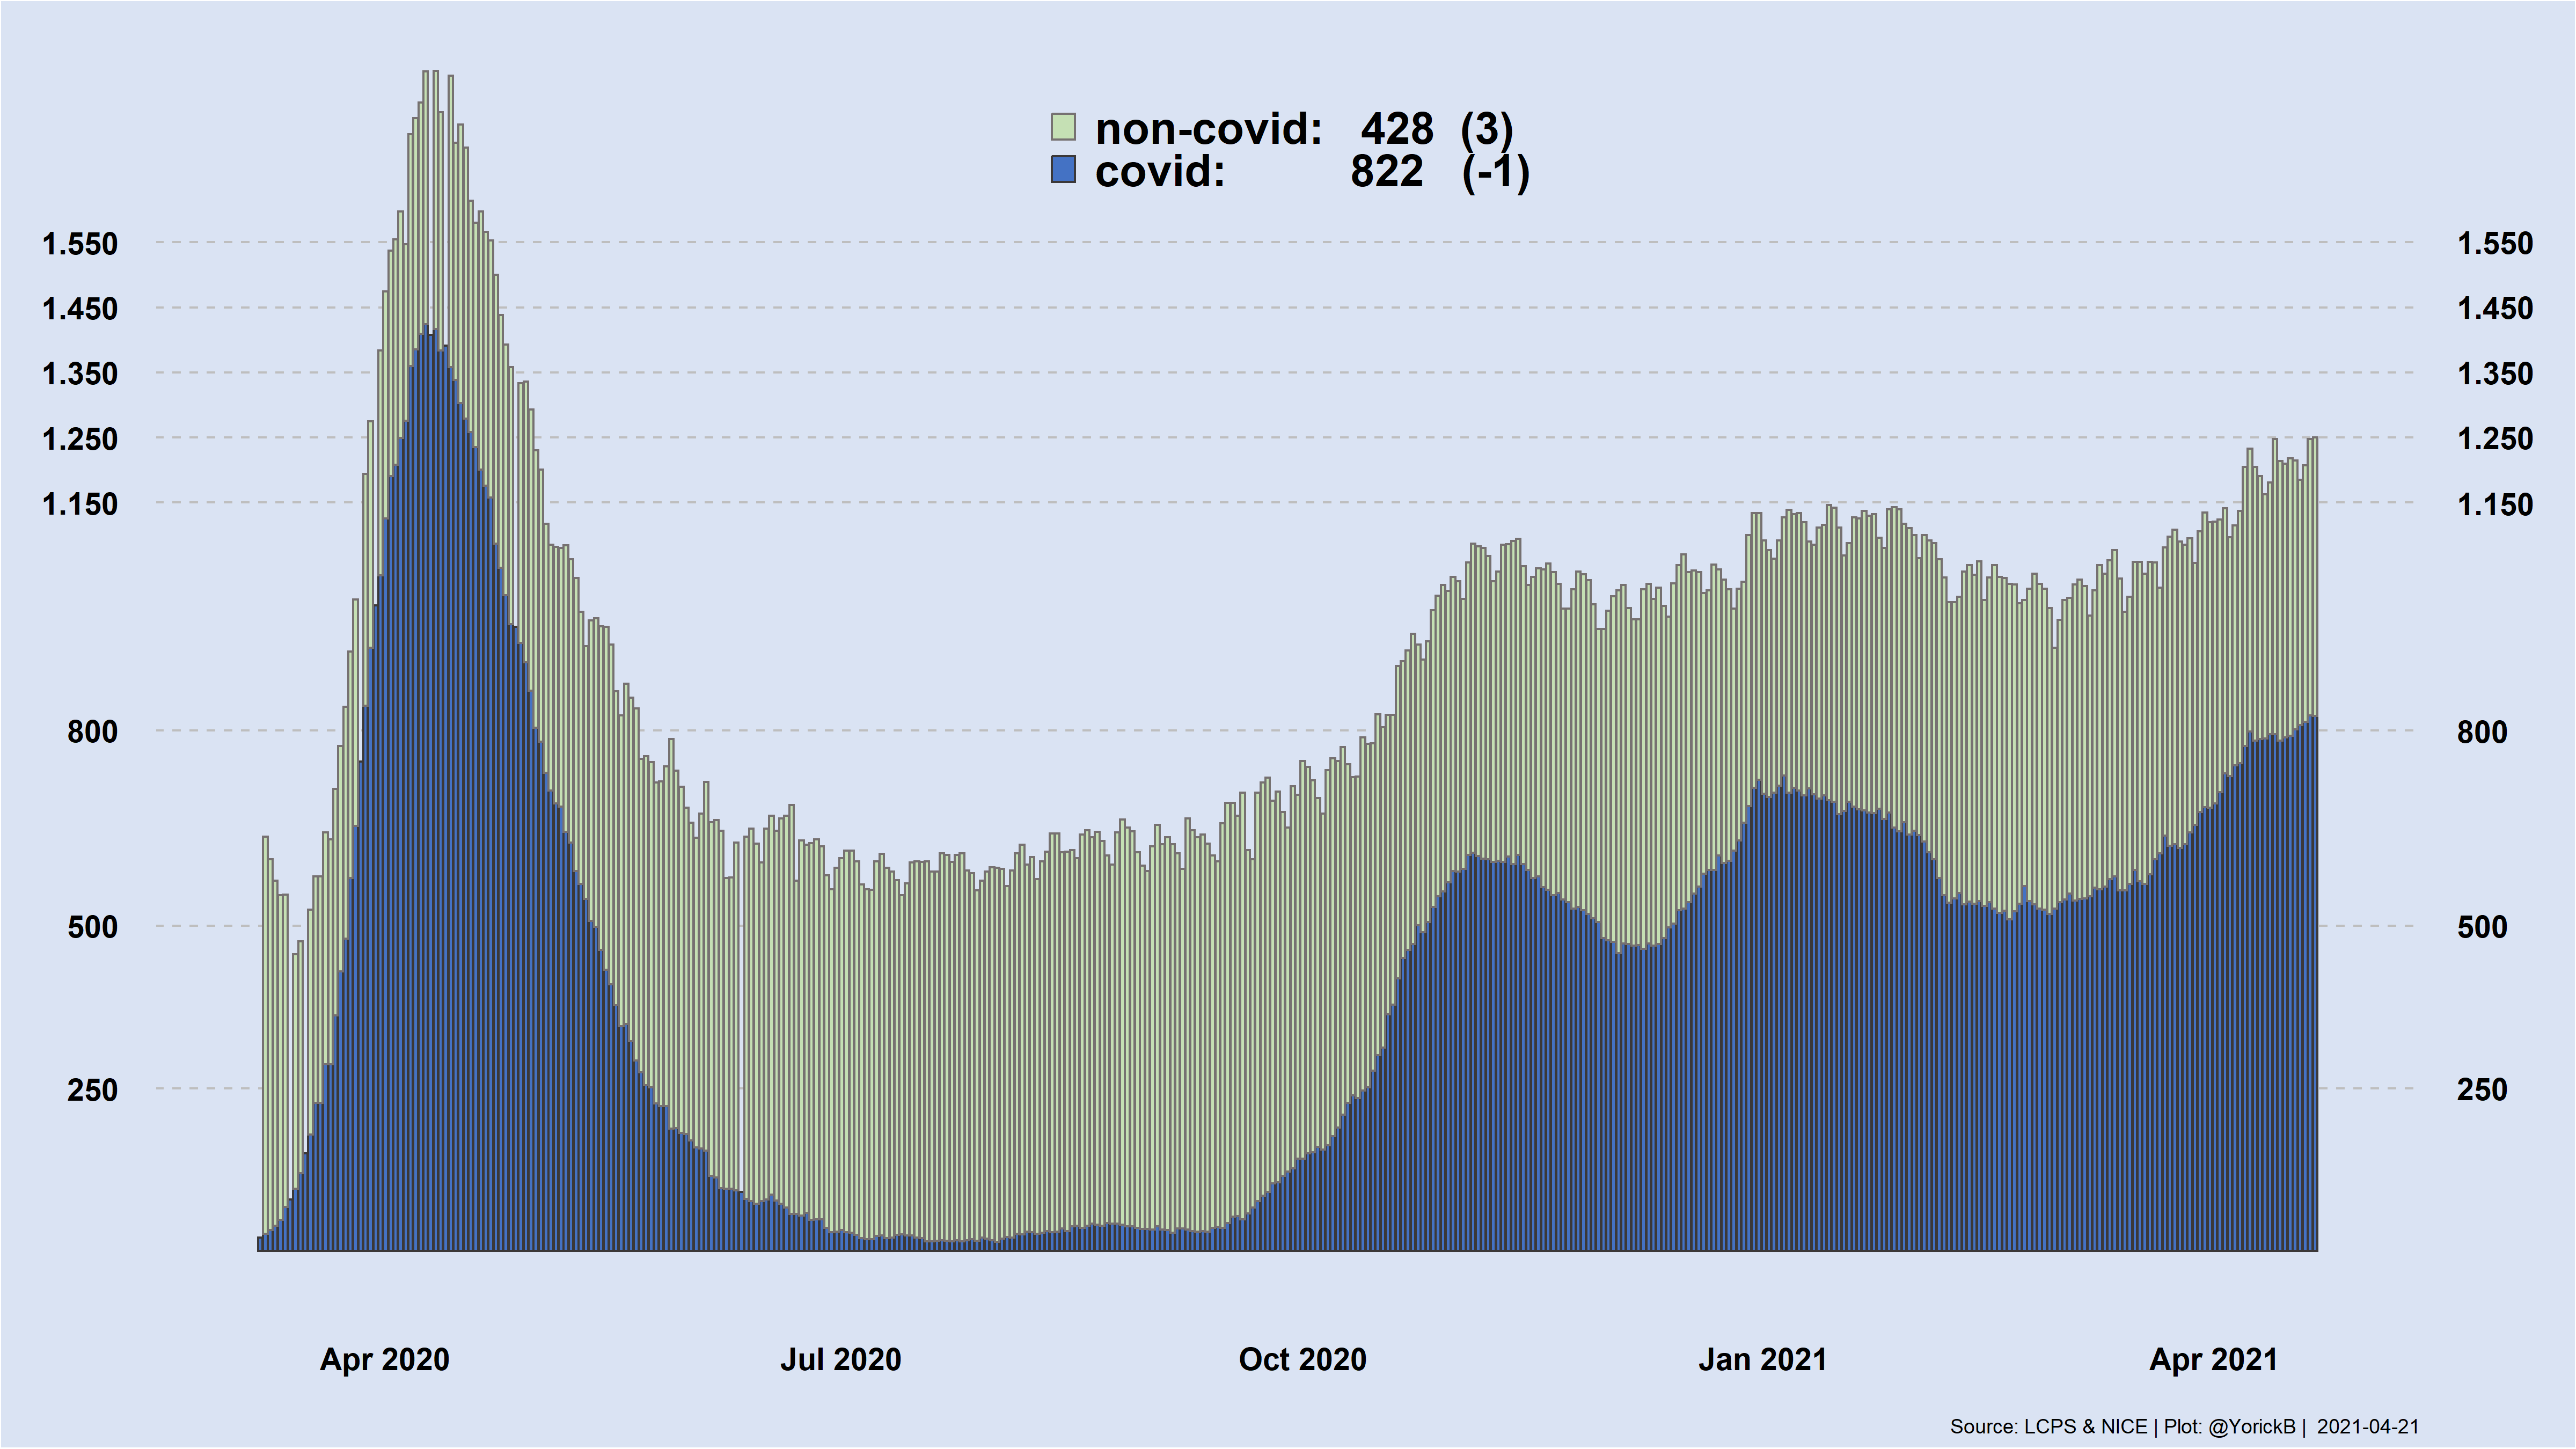 non-covid: 428 (3)
covid: 822 (-1)
1.550 1.550
1.450 1.450
1.350 1.350
1.250 1.250
1.150 1.150
800 800
500 500
250 250
Apr 2020 Jul 2020 Oct 2020 Jan 2021 Apr 2021
Source: LCPS & NICE | Plot: @YorickB | 2021-04-21